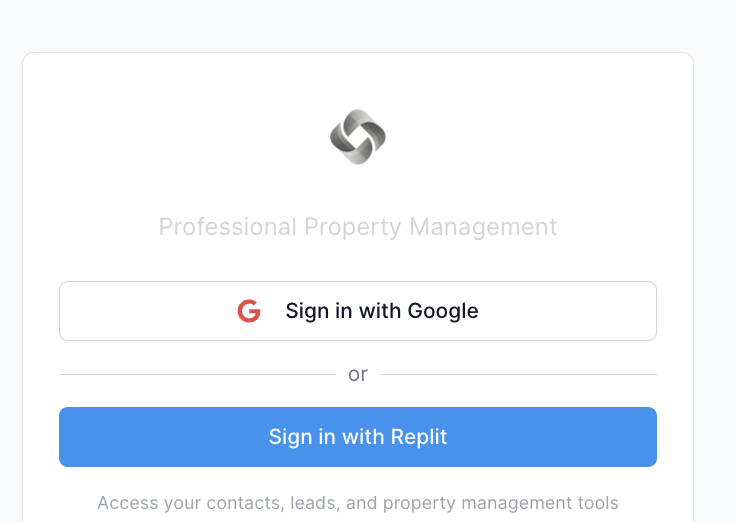 Professional Property Management
Sign in with Google
or
Sign in with Replit
Access your contacts, leads, and property management tools